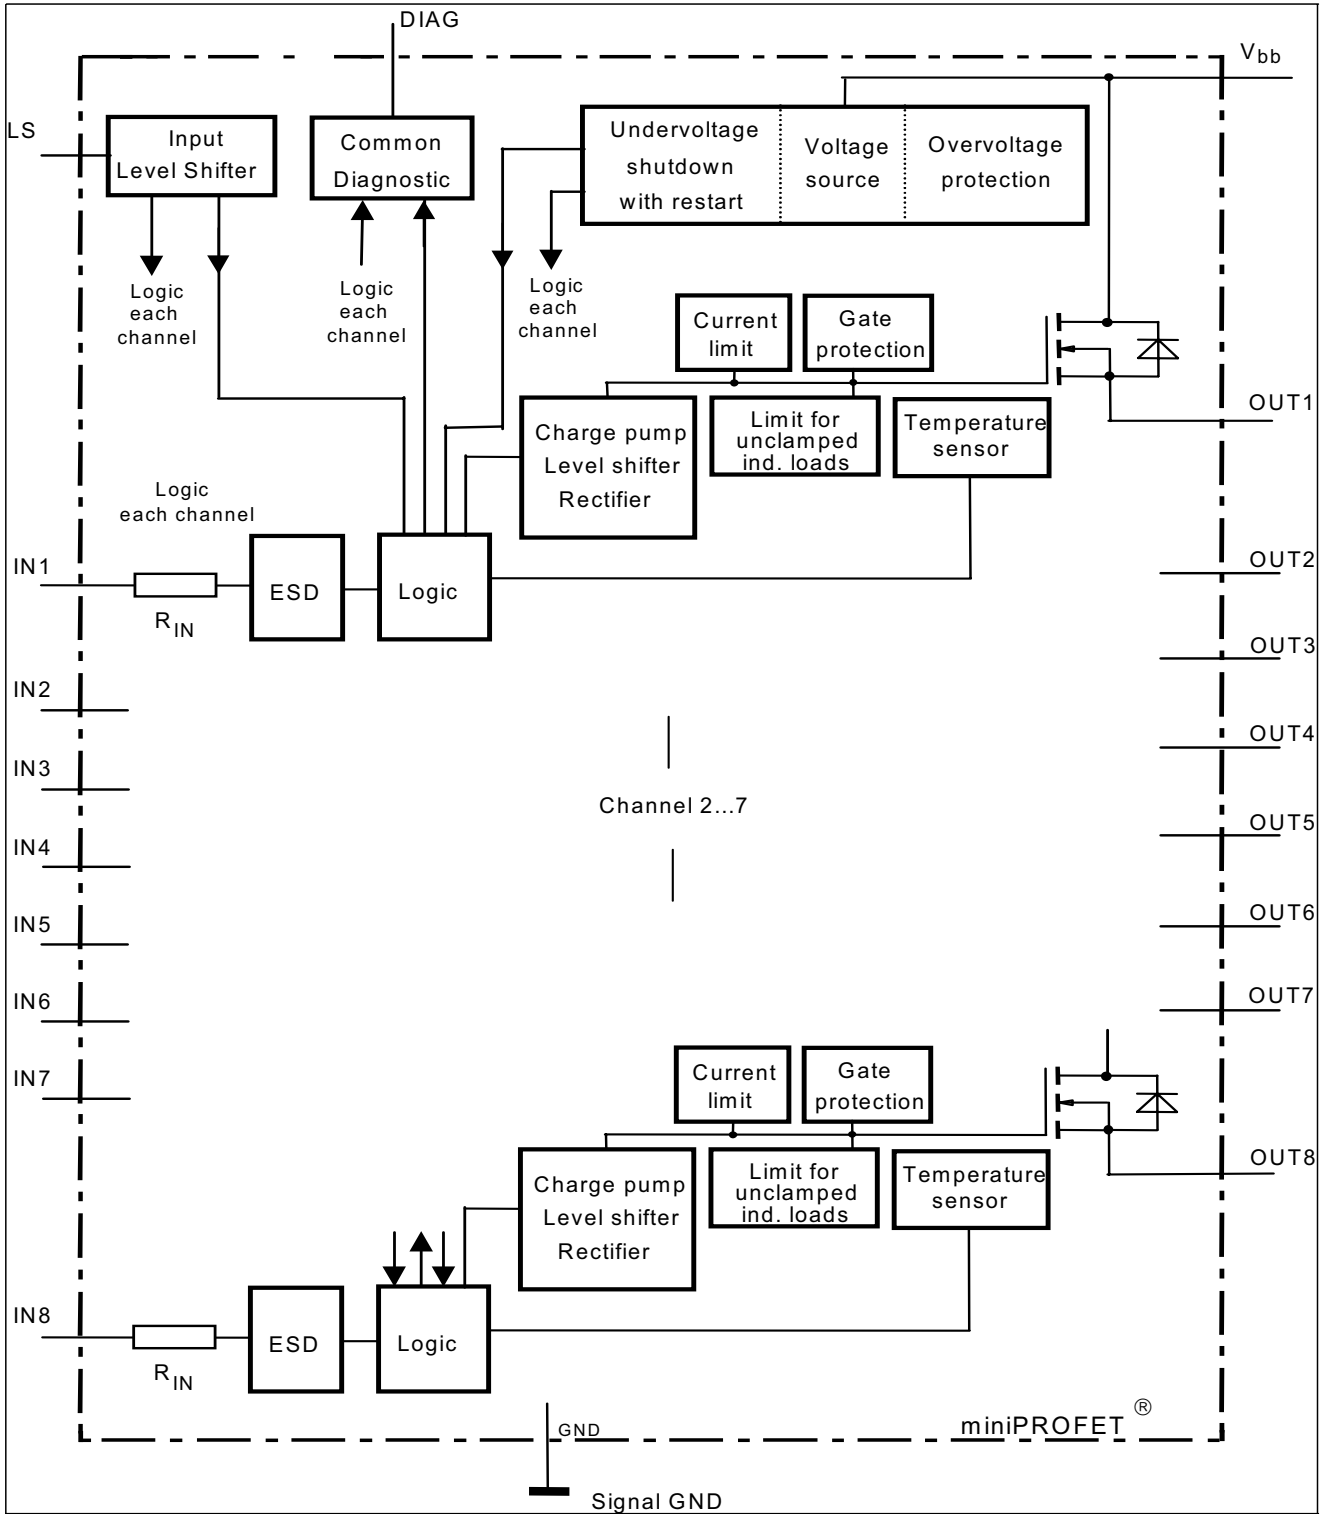 DIAG
V bb
LS
Input
Level Shifter
Common
Diagnostic
Undervoltage
shutdown
with restart
Voltage
source
Overvoltage
protection
Logic
each
channel
Logic
each
channel
Logic
each
channel
Current
limit
Gate
protection
OUT1
Charge pump
Level shifter
Rectifier
Limit for
unclamped
ind. loads
Temperature
sensor
Logic
each channel
IN1
R IN
ESD
Logic
OUT2
OUT3
IN2
OUT4
IN3
Channel 2...7
OUT5
IN4
OUT6
IN5
OUT7
IN6
IN7
Current
limit
Gate
protection
OUT8
Charge pump
Level shifter
Rectifier
Limit for
unclamped
ind. loads
Temperature
sensor
IN8
R IN
ESD
Logic
miniPROFET ®
GND
Signal GND